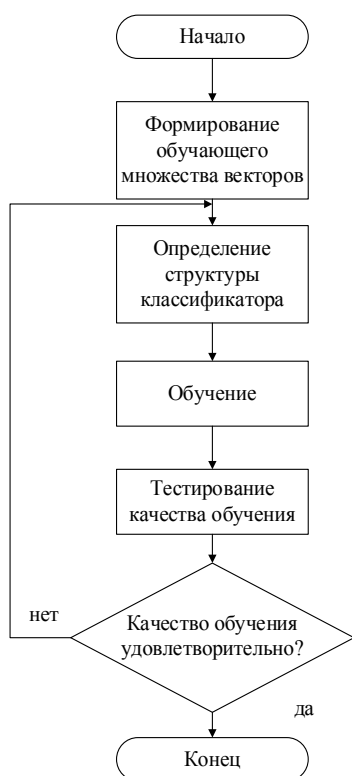 Начало
Формирование
обучающего
множества векторов
Определение
структуры
классификатора
Обучение
Тестирование
качества обучения
нет
Качество обучения
удовлетворительно?
да
Конец